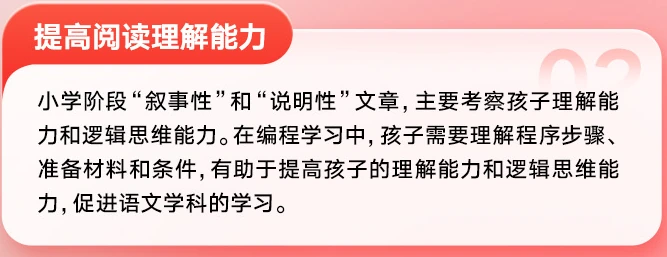 提高阅读理解能力
02
小学阶段“叙事性”和“说明性”文章，主要考察孩子理解能
力和逻辑思维能力。在编程学习中，孩子需要理解程序步骤、
准备材料和条件，有助于提高孩子的理解能力和逻辑思维能
力，促进语文学科的学习。